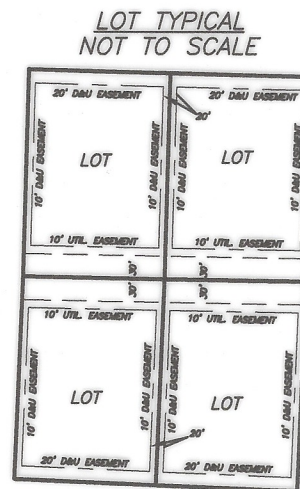 LOT TYPICAL
NOT TO SCALE
20' D&U EASEMENT
20' D&U EASEMENT
20'
10' D&U EASEMENT
LOT
10' D&U EASEMENT
10' D&U EASEMENT
LOT
10' D&U EASEMENT
10' UTIL. EASEMENT
10' UTIL. EASEMENT
30'
30'
30'
30'
10' UTIL. EASEMENT
10' UTIL. EASEMENT
10' D&U EASEMENT
LOT
10' D&U EASEMENT
10' D&U EASEMENT
LOT
10' D&U EASEMENT
20'
20' D&U EASEMENT
20' D&U EASEMENT